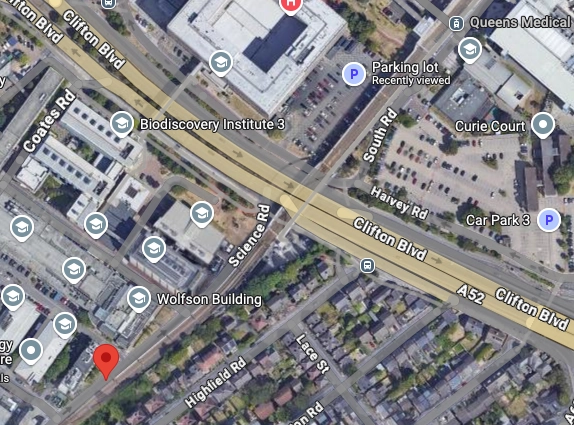 Clifton Blvd
Clifton Blvd
H
Queens Medical
P
Parking lot
Recently viewed
Coates Rd
Biodiscovery Institute 3
South Rd
Curie Court
Harvey Rd
Car Park 3
P
Science Rd
Clifton Blvd
A52
Clifton Blvd
Wolfson Building
Lace St
Highfield Rd
Rd